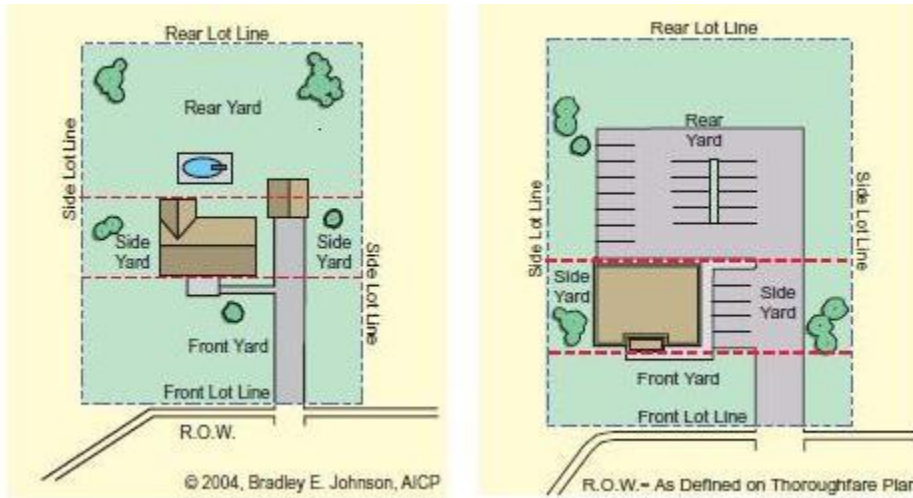 Rear Lot Line
Side Lot Line
Rear Yard
Side
Yard
Side
Yard
Side Lot Line
Front Yard
Front Lot Line
R.O.W.
© 2004, Bradley E. Johnson, AICP
Rear Lot Line
Rear
Yard
Side Lot Line
Side Lot Line
Side
Yard
Side
Yard
Front Yard
Front Lot Line
R.O.W.= As Defined on Thoroughfare Plan